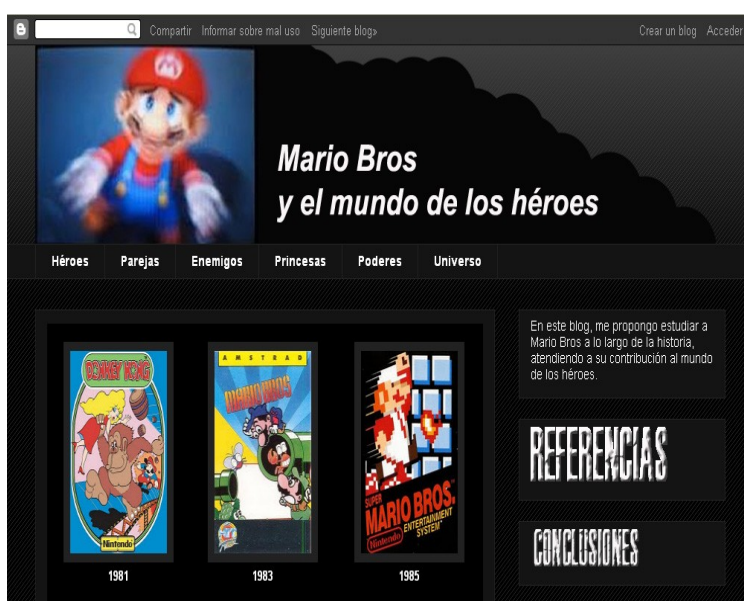 Compartir Informar sobre mal uso Siguiente blog» Crear un blog Acceder
Mario Bros
y el mundo de los héroes
Héroes Parejas Enemigos Princesas Poderes Universo
DONKEY KONG
Nintendo
1981
AMSTRAD
MARIO BROS
1983
SUPER
MARIO BROS.
ENTERTAINMENT
SYSTEM
Nintendo
1985
En este blog, me propongo estudiar a
Mario Bros a lo largo de la historia,
atendiendo a su contribución al mundo
de los héroes.
REFERENCIAS
CONCLUSIONES